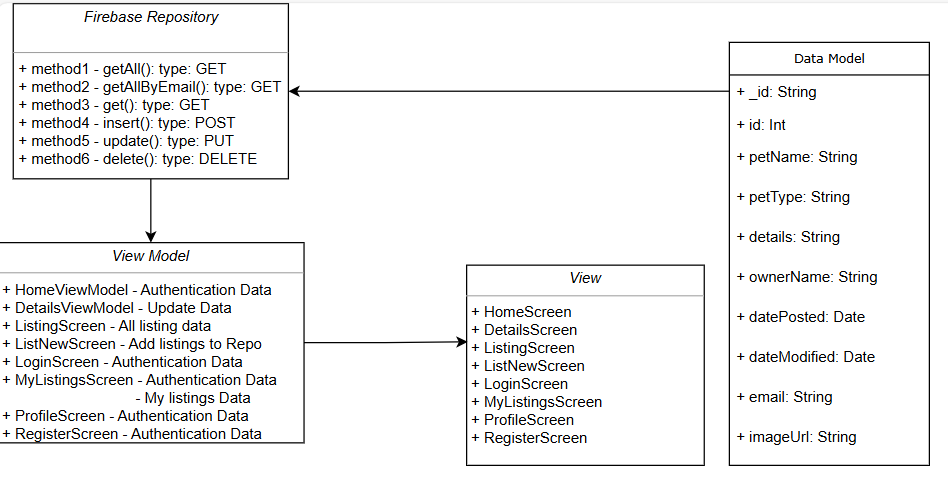 Firebase Repository
+ method1 - getAll(): type: GET
+ method2 - getAllByEmail(): type: GET
+ method3 - get(): type: GET
+ method4 - insert(): type: POST
+ method5 - update(): type: PUT
+ method6 - delete(): type: DELETE
View Model
+ HomeViewModel - Authentication Data
+ DetailsViewModel - Update Data
+ ListingScreen - All listing data
+ ListNewScreen - Add listings to Repo
+ LoginScreen - Authentication Data
+ MyListingsScreen - Authentication Data
- My listings Data
+ ProfileScreen - Authentication Data
+ RegisterScreen - Authentication Data
View
+ HomeScreen
+ DetailsScreen
+ ListingScreen
+ ListNewScreen
+ LoginScreen
+ MyListingsScreen
+ ProfileScreen
+ RegisterScreen
Data Model
+ _id: String
+ id: Int
+ petName: String
+ petType: String
+ details: String
+ ownerName: String
+ datePosted: Date
+ dateModified: Date
+ email: String
+ imageUrl: String